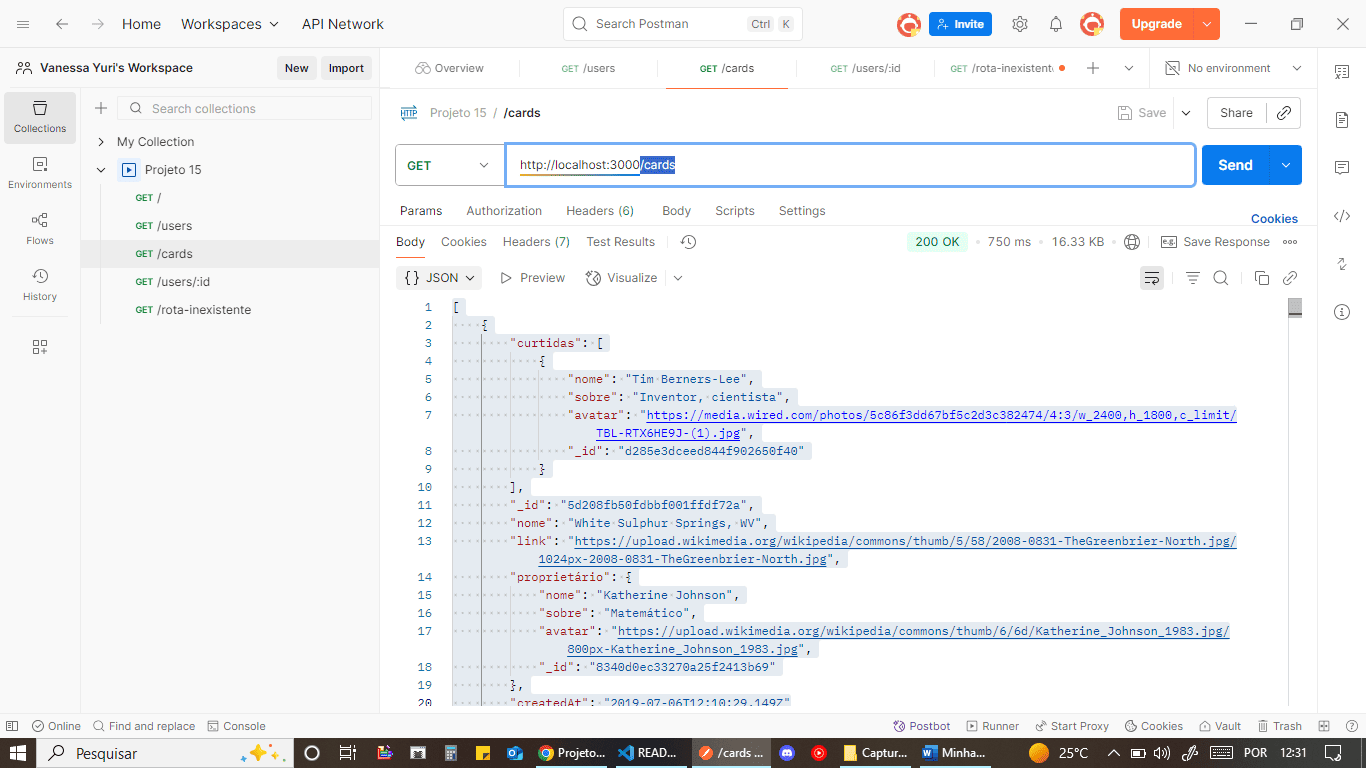 Home Workspaces API Network Search Postman Ctrl K Invite Upgrade
Vanessa Yuri's Workspace New Import Overview GET /users GET /cards GET /users/:id GET /rota-inexistent No environment
Search collections
Collections
My Collection
Projeto 15
GET /
GET /users
GET /cards
GET /users/:id
GET /rota-inexistente
Environments
Flows
History
HTTP Projeto 15 / /cards Save Share
GET http://localhost:3000/cards Send
Params Authorization Headers (6) Body Scripts Settings Cookies
Body Cookies Headers (7) Test Results 200 OK 750 ms 16.33 KB e.g. Save Response
{} JSON Preview Visualize
1 [
2 {
3 "curtidas": [
4 {
5 "nome": "Tim Berners-Lee",
6 "sobre": "Inventor, cientista",
7 "avatar": "https://media.wired.com/photos/5c86f3dd67bf5c2d3c382474/4:3/w_2400,h_1800,c_limit/
TBL-RTX6HE9J-(1).jpg",
8 "_id": "d285e3dceed844f902650f40"
9 }
10 ],
11 "_id": "5d208fb50fdbbf001ffdf72a",
12 "nome": "White Sulphur Springs, WV",
13 "link": "https://upload.wikimedia.org/wikipedia/commons/thumb/5/58/2008-0831-TheGreenbrier-North.jpg/
1024px-2008-0831-TheGreenbrier-North.jpg",
14 "proprietário": {
15 "nome": "Katherine Johnson",
16 "sobre": "Matemático",
17 "avatar": "https://upload.wikimedia.org/wikipedia/commons/thumb/6/6d/Katherine_Johnson_1983.jpg/
800px-Katherine_Johnson_1983.jpg",
18 "_id": "8340d0ec33270a25f2413b69"
19 },
20 "createdAt": "2019-07-06T12:10:29.149Z"
Online Find and replace Console Postbot Runner Start Proxy Cookies Vault Trash
Pesquisar Projeto... READ... /cards ... Captur... Minha... 25°C POR 12:31